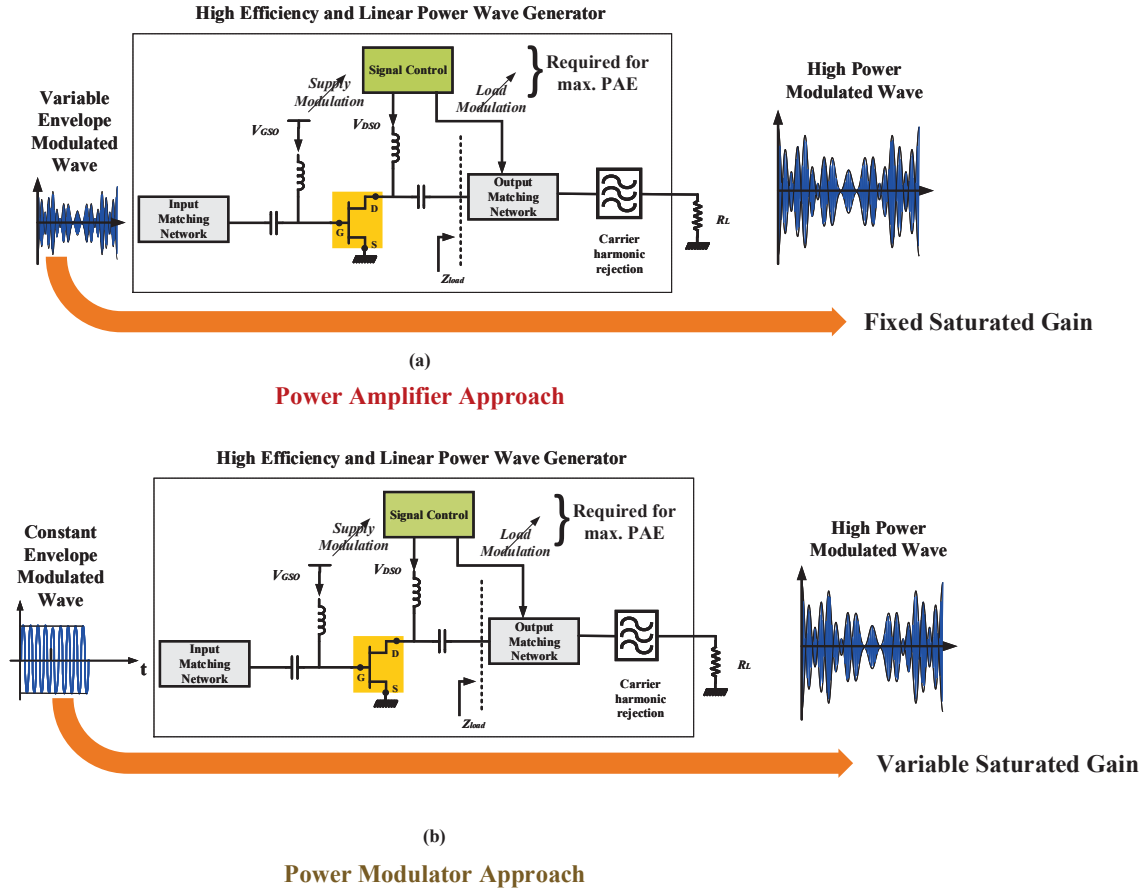 High Efficiency and Linear Power Wave Generator
Variable
Envelope
Modulated
Wave
Supply
Modulation
Signal Control
Load
Modulation
}
Required for
max. PAE
High Power
Modulated Wave
VGSO
VDSO
Input
Matching
Network
G
D
S
Output
Matching
Network
Zload
Carrier
harmonic
rejection
RL
Fixed Saturated Gain
(a)
Power Amplifier Approach
High Efficiency and Linear Power Wave Generator
Constant
Envelope
Modulated
Wave
t
Supply
Modulation
Signal Control
Load
Modulation
}
Required for
max. PAE
High Power
Modulated Wave
VGSO
VDSO
Input
Matching
Network
G
D
S
Output
Matching
Network
Zload
Carrier
harmonic
rejection
RL
Variable Saturated Gain
(b)
Power Modulator Approach